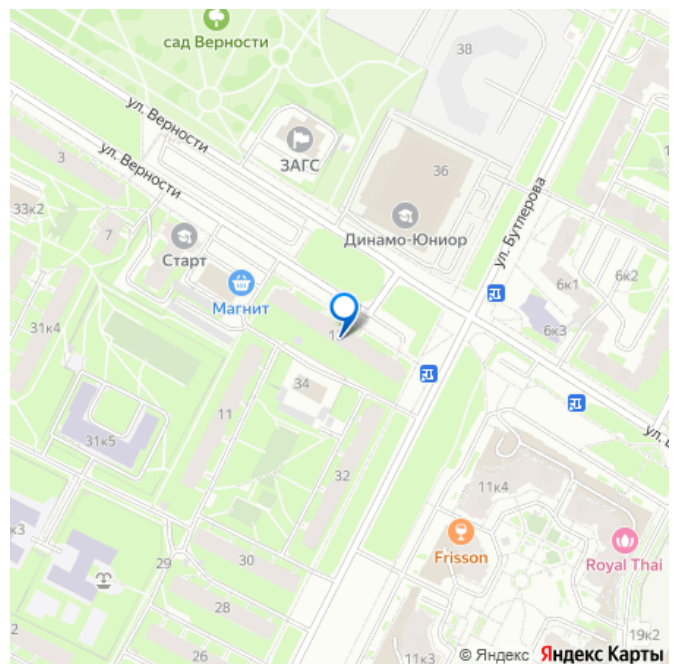 38
сад Верности
ул. Верности
ул. Верности
ЗАГС
36
3
ул. Бутлерова
33к2
7
Старт
Динамо-Юниор
6к2
6к1
Магнит
6к3
31к4
34
11
31к5
ул.
32
11к4
Frisson
Royal Thai
к3
30
29
28
2
19к2
26
11к3
© Яндекс Яндекс Карты